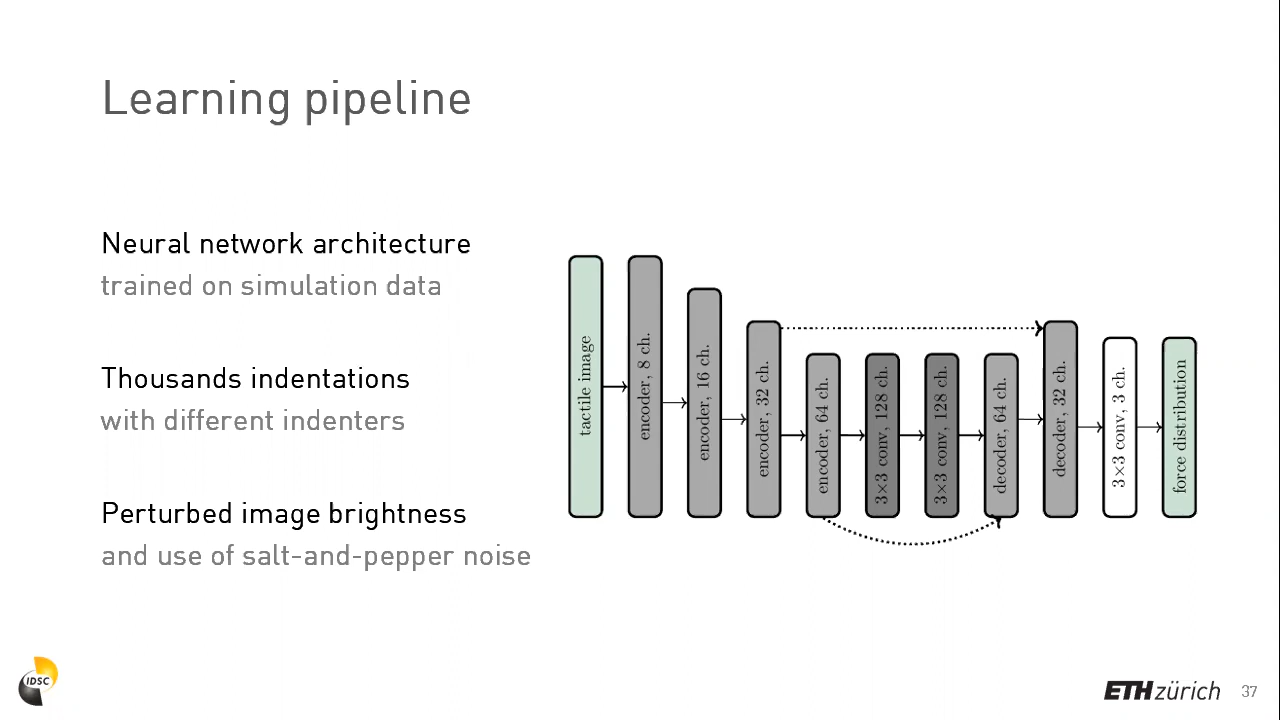 Learning pipeline
Neural network architecture
trained on simulation data
Thousands indentations
with different indenters
Perturbed image brightness
and use of salt-and-pepper noise
tactile image
encoder, 8 ch.
encoder, 16 ch.
encoder, 32 ch.
encoder, 64 ch.
3×3 conv, 128 ch.
3×3 conv, 128 ch.
decoder, 64 ch.
decoder, 32 ch.
3×3 conv, 3 ch.
force distribution
IDSC
ETH zürich
37